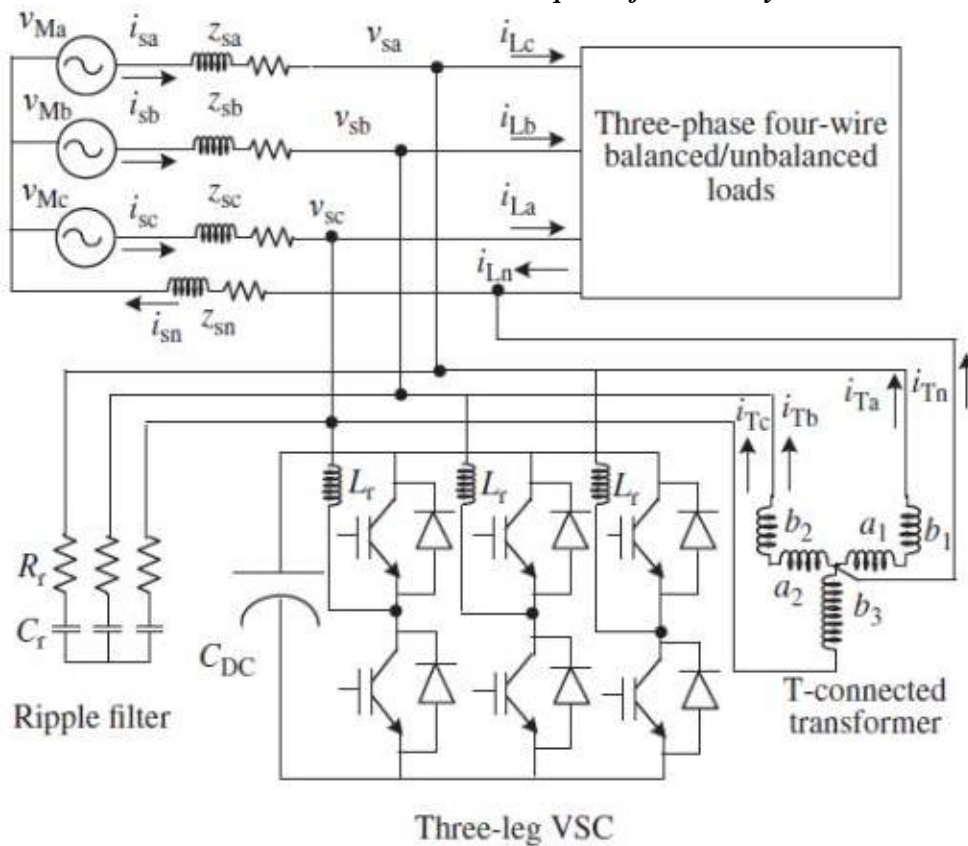 v_Ma
i_sa
z_sa
v_sa
i_Lc
v_Mb
i_sb
z_sb
v_sb
i_Lb
Three-phase four-wire
balanced/unbalanced
loads
v_Mc
i_sc
z_sc
v_sc
i_La
i_Ln
i_sn
z_sn
i_Tc
i_Tb
i_Ta
i_Tn
L_r
L_r
L_r
b_2
a_1
b_1
a_2
b_3
R_r
C_r
C_DC
Ripple filter
T-connected
transformer
Three-leg VSC